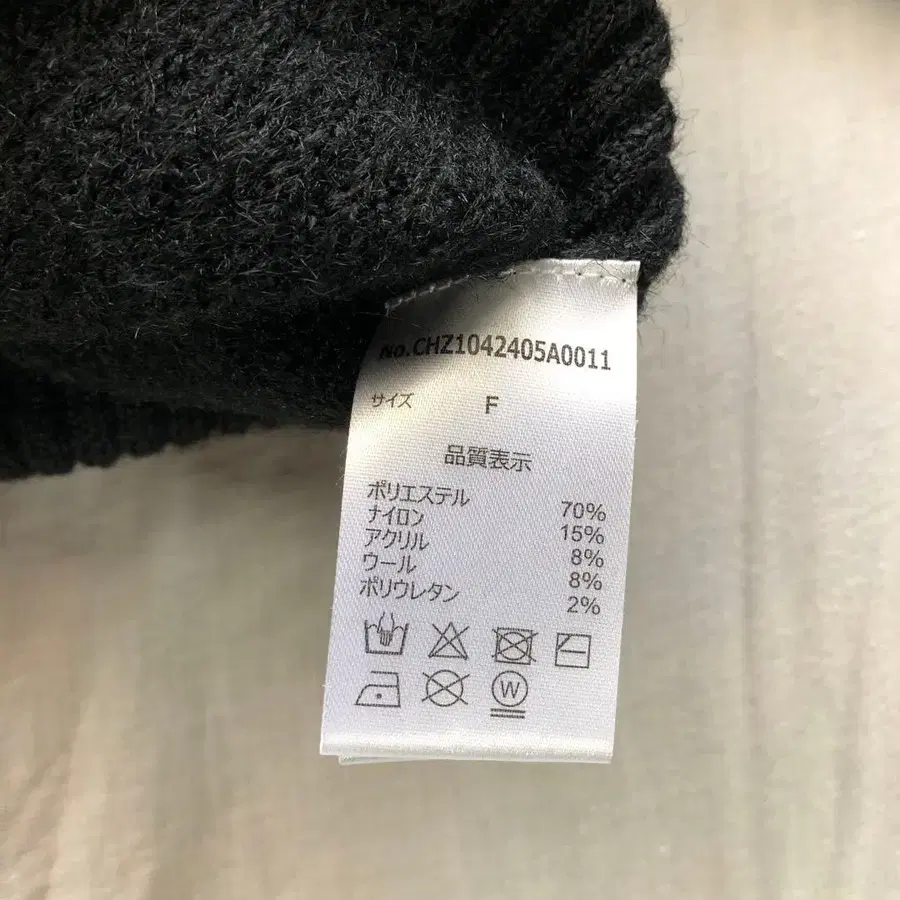 No.CHZ1042405A0011
サイズ F
品質表示
ポリエステル 70%
ナイロン 15%
アクリル 8%
ウール 8%
ポリウレタン 2%
W